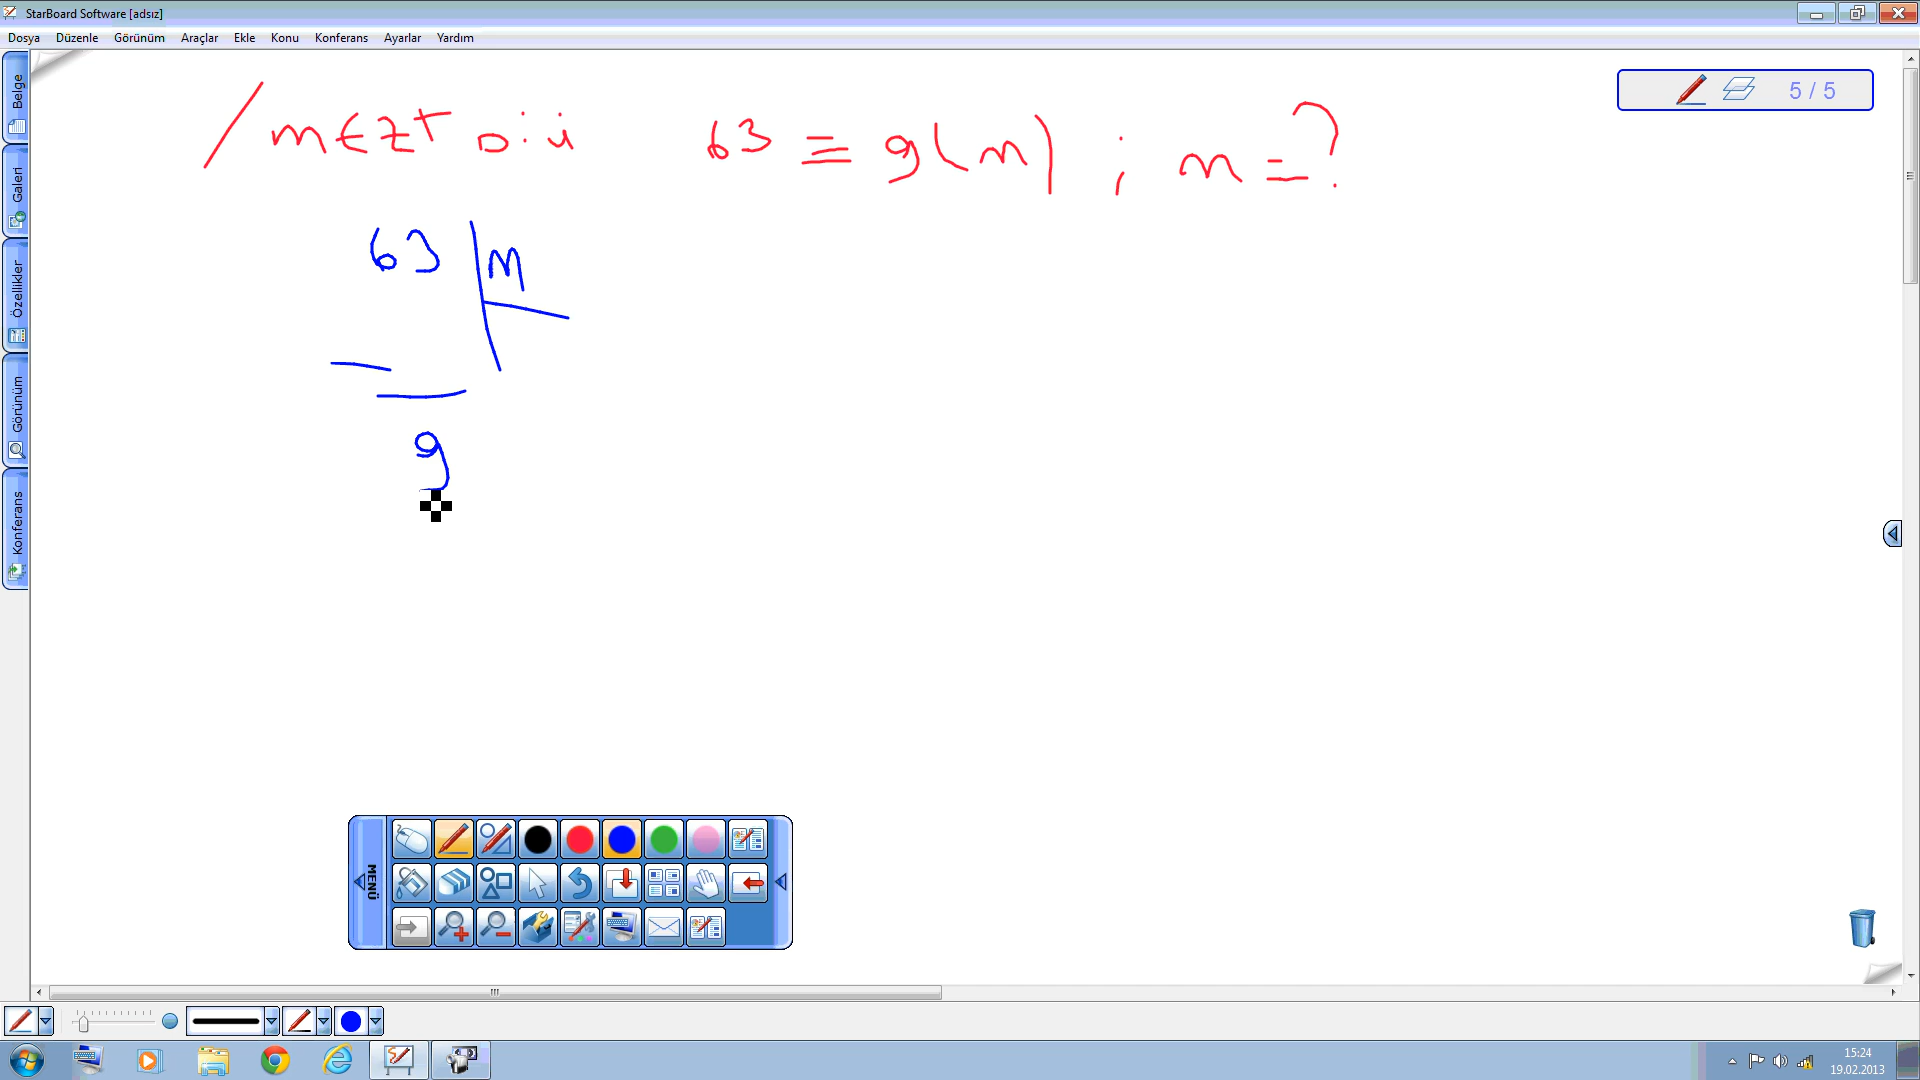 StarBoard Software [adsız]
Dosya Düzenle Görünüm Araçlar Ekle Konu Konferans Ayarlar Yardım
Belge
Galeri
Özellikler
Görünüm
Konferans
5 / 5
/ m ∈ Z⁺ o.ü 63 ≡ 9(m) ; m = ?
63 | m
9
MENÜ
15:24
19.02.2013